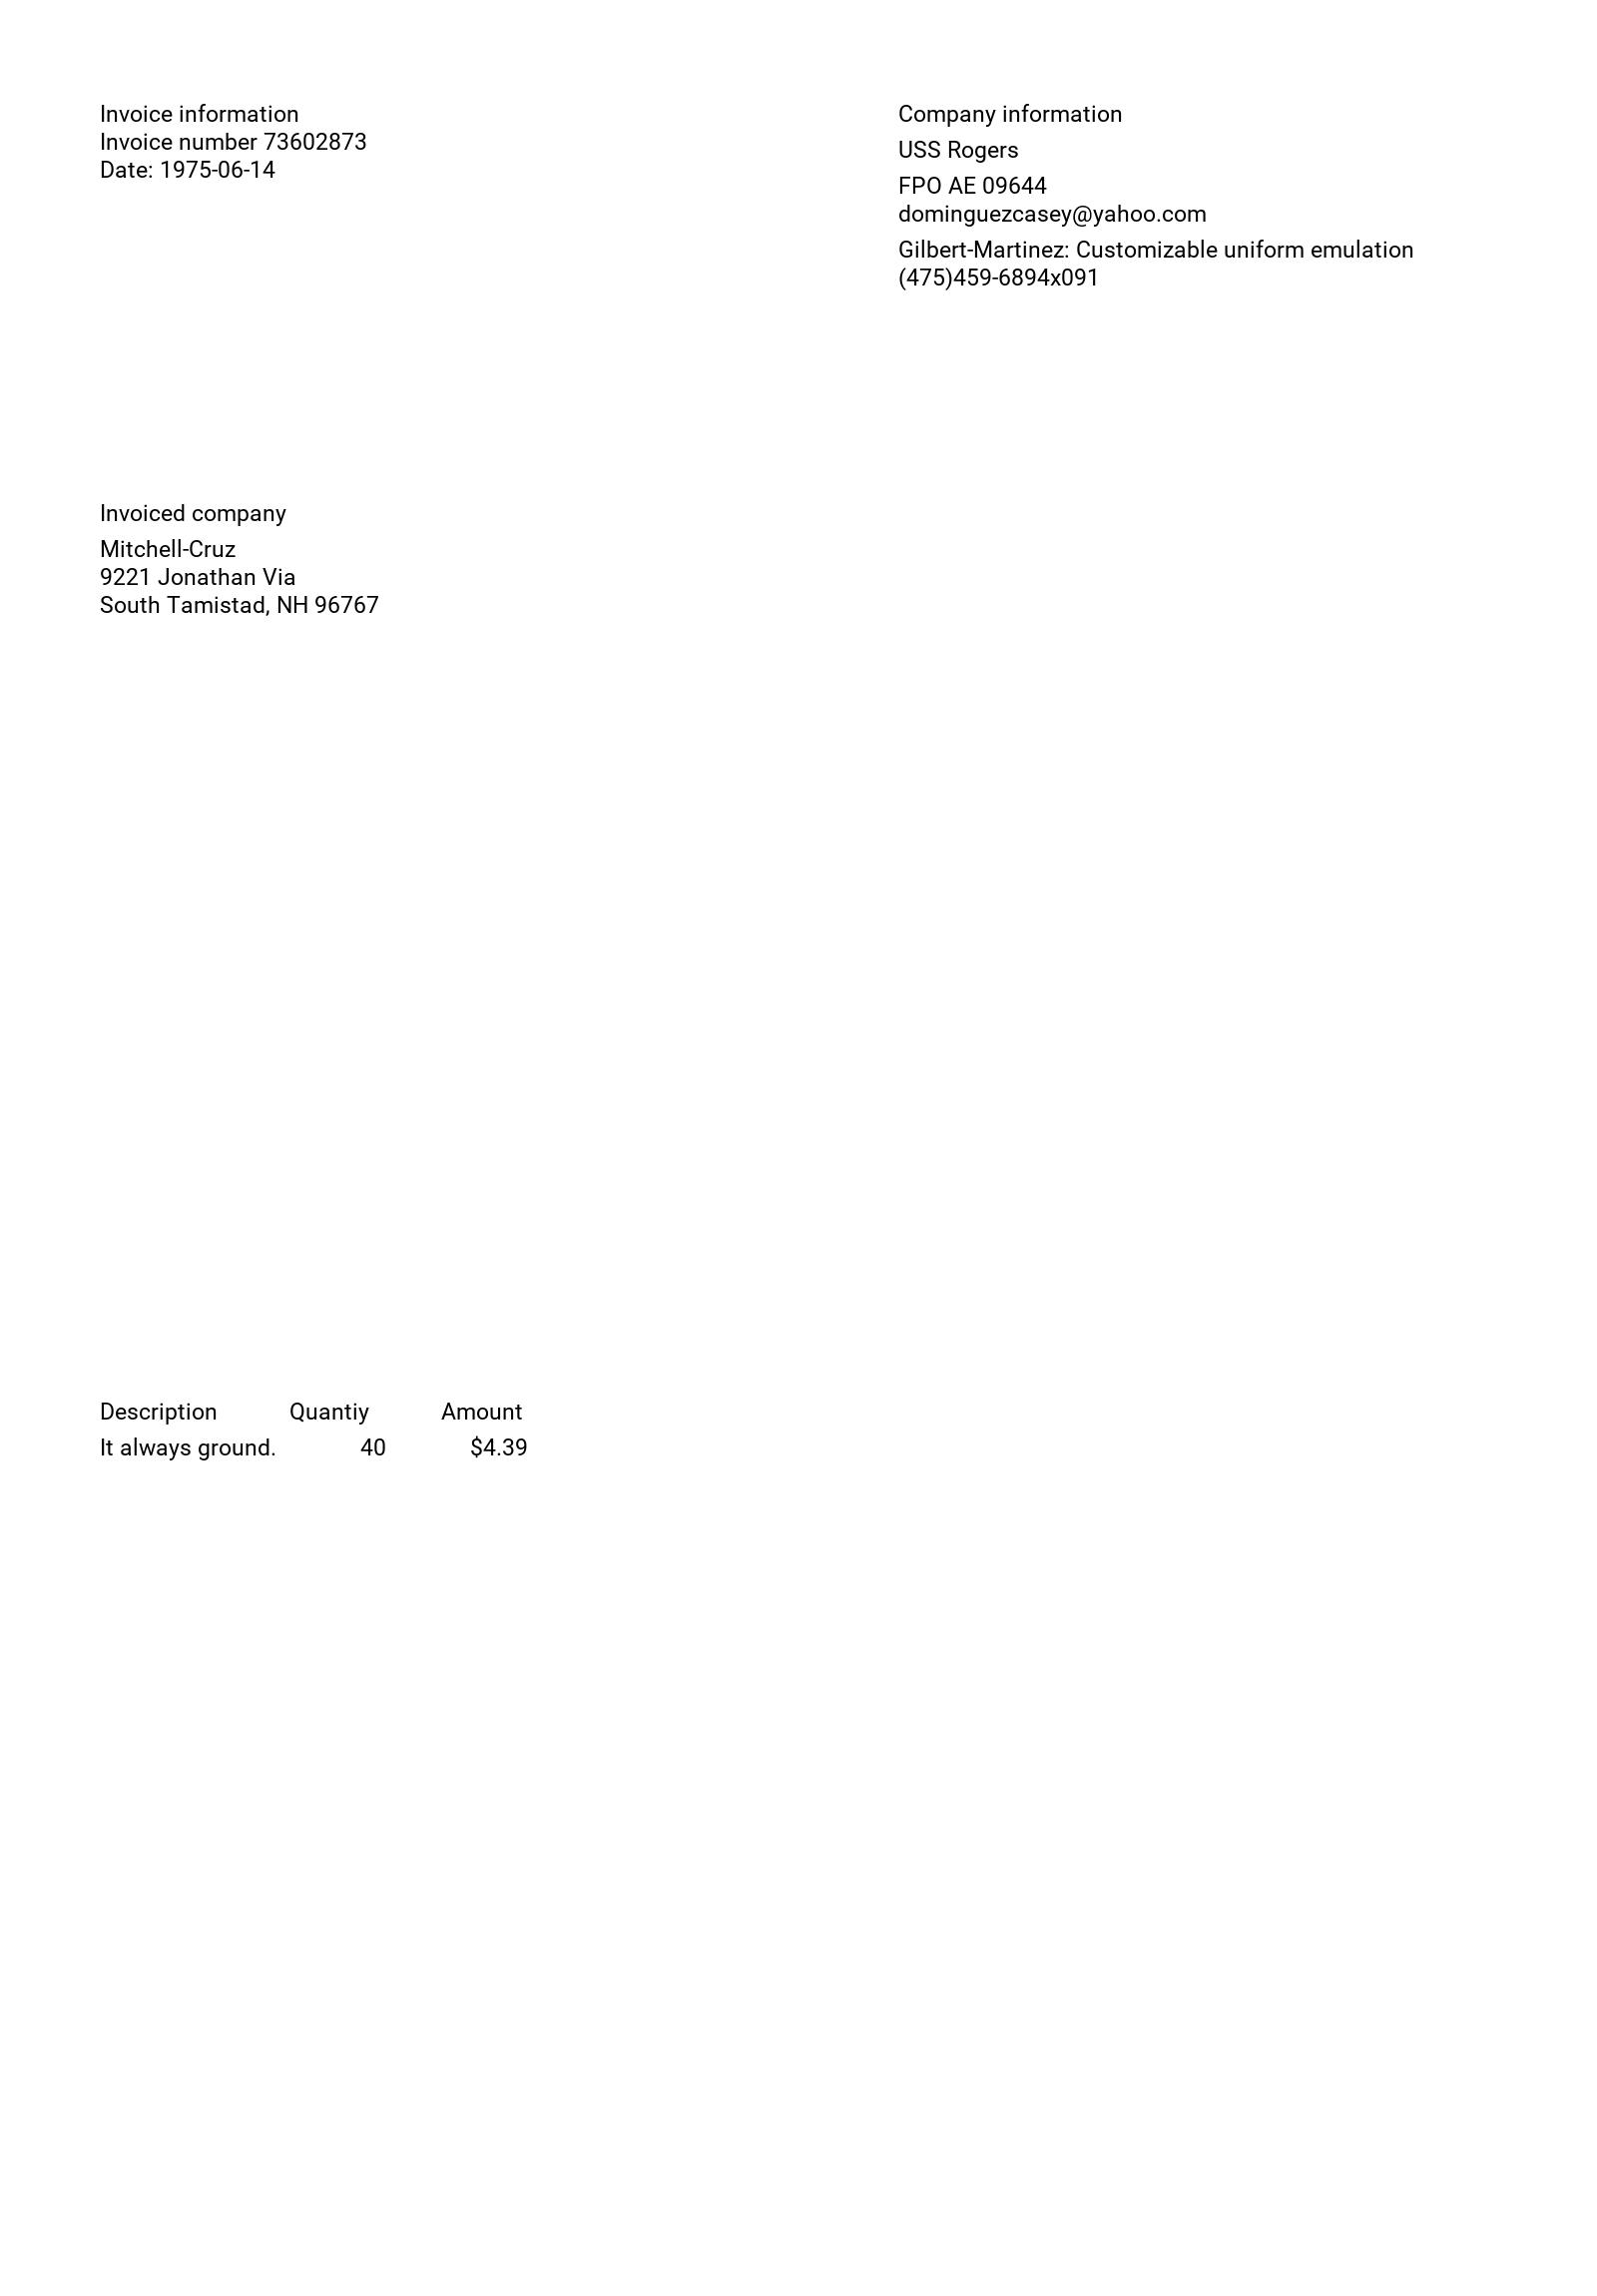 Invoice information
Invoice number 73602873
Date: 1975-06-14
Company information
USS Rogers
FPO AE 09644
dominguezcasey@yahoo.com
Gilbert-Martinez: Customizable uniform emulation
(475)459-6894x091
Invoiced company
Mitchell-Cruz
9221 Jonathan Via
South Tamistad, NH 96767
Description Quantiy Amount
It always ground. 40 $4.39